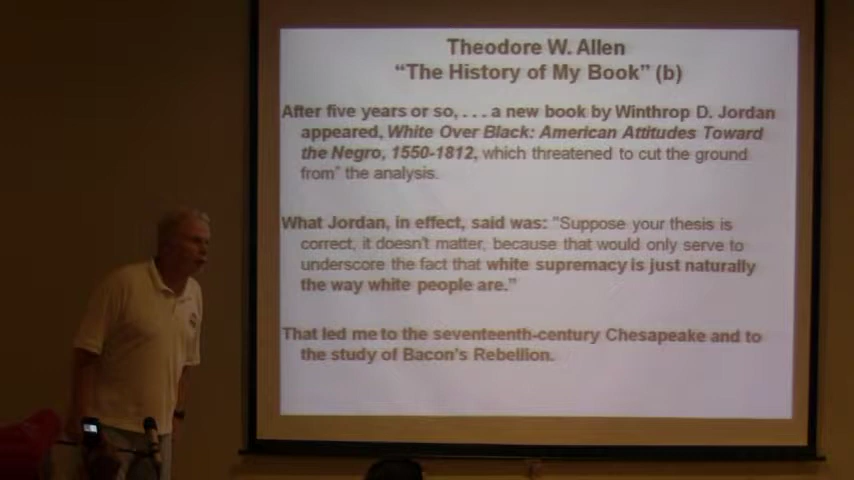 Theodore W. Allen
“The History of My Book” (b)
After five years or so, . . . a new book by Winthrop D. Jordan
appeared, White Over Black: American Attitudes Toward
the Negro, 1550-1812, which threatened to cut the ground
from” the analysis.
What Jordan, in effect, said was: “Suppose your thesis is
correct, it doesn’t matter, because that would only serve to
underscore the fact that white supremacy is just naturally
the way white people are.”
That led me to the seventeenth-century Chesapeake and to
the study of Bacon’s Rebellion.